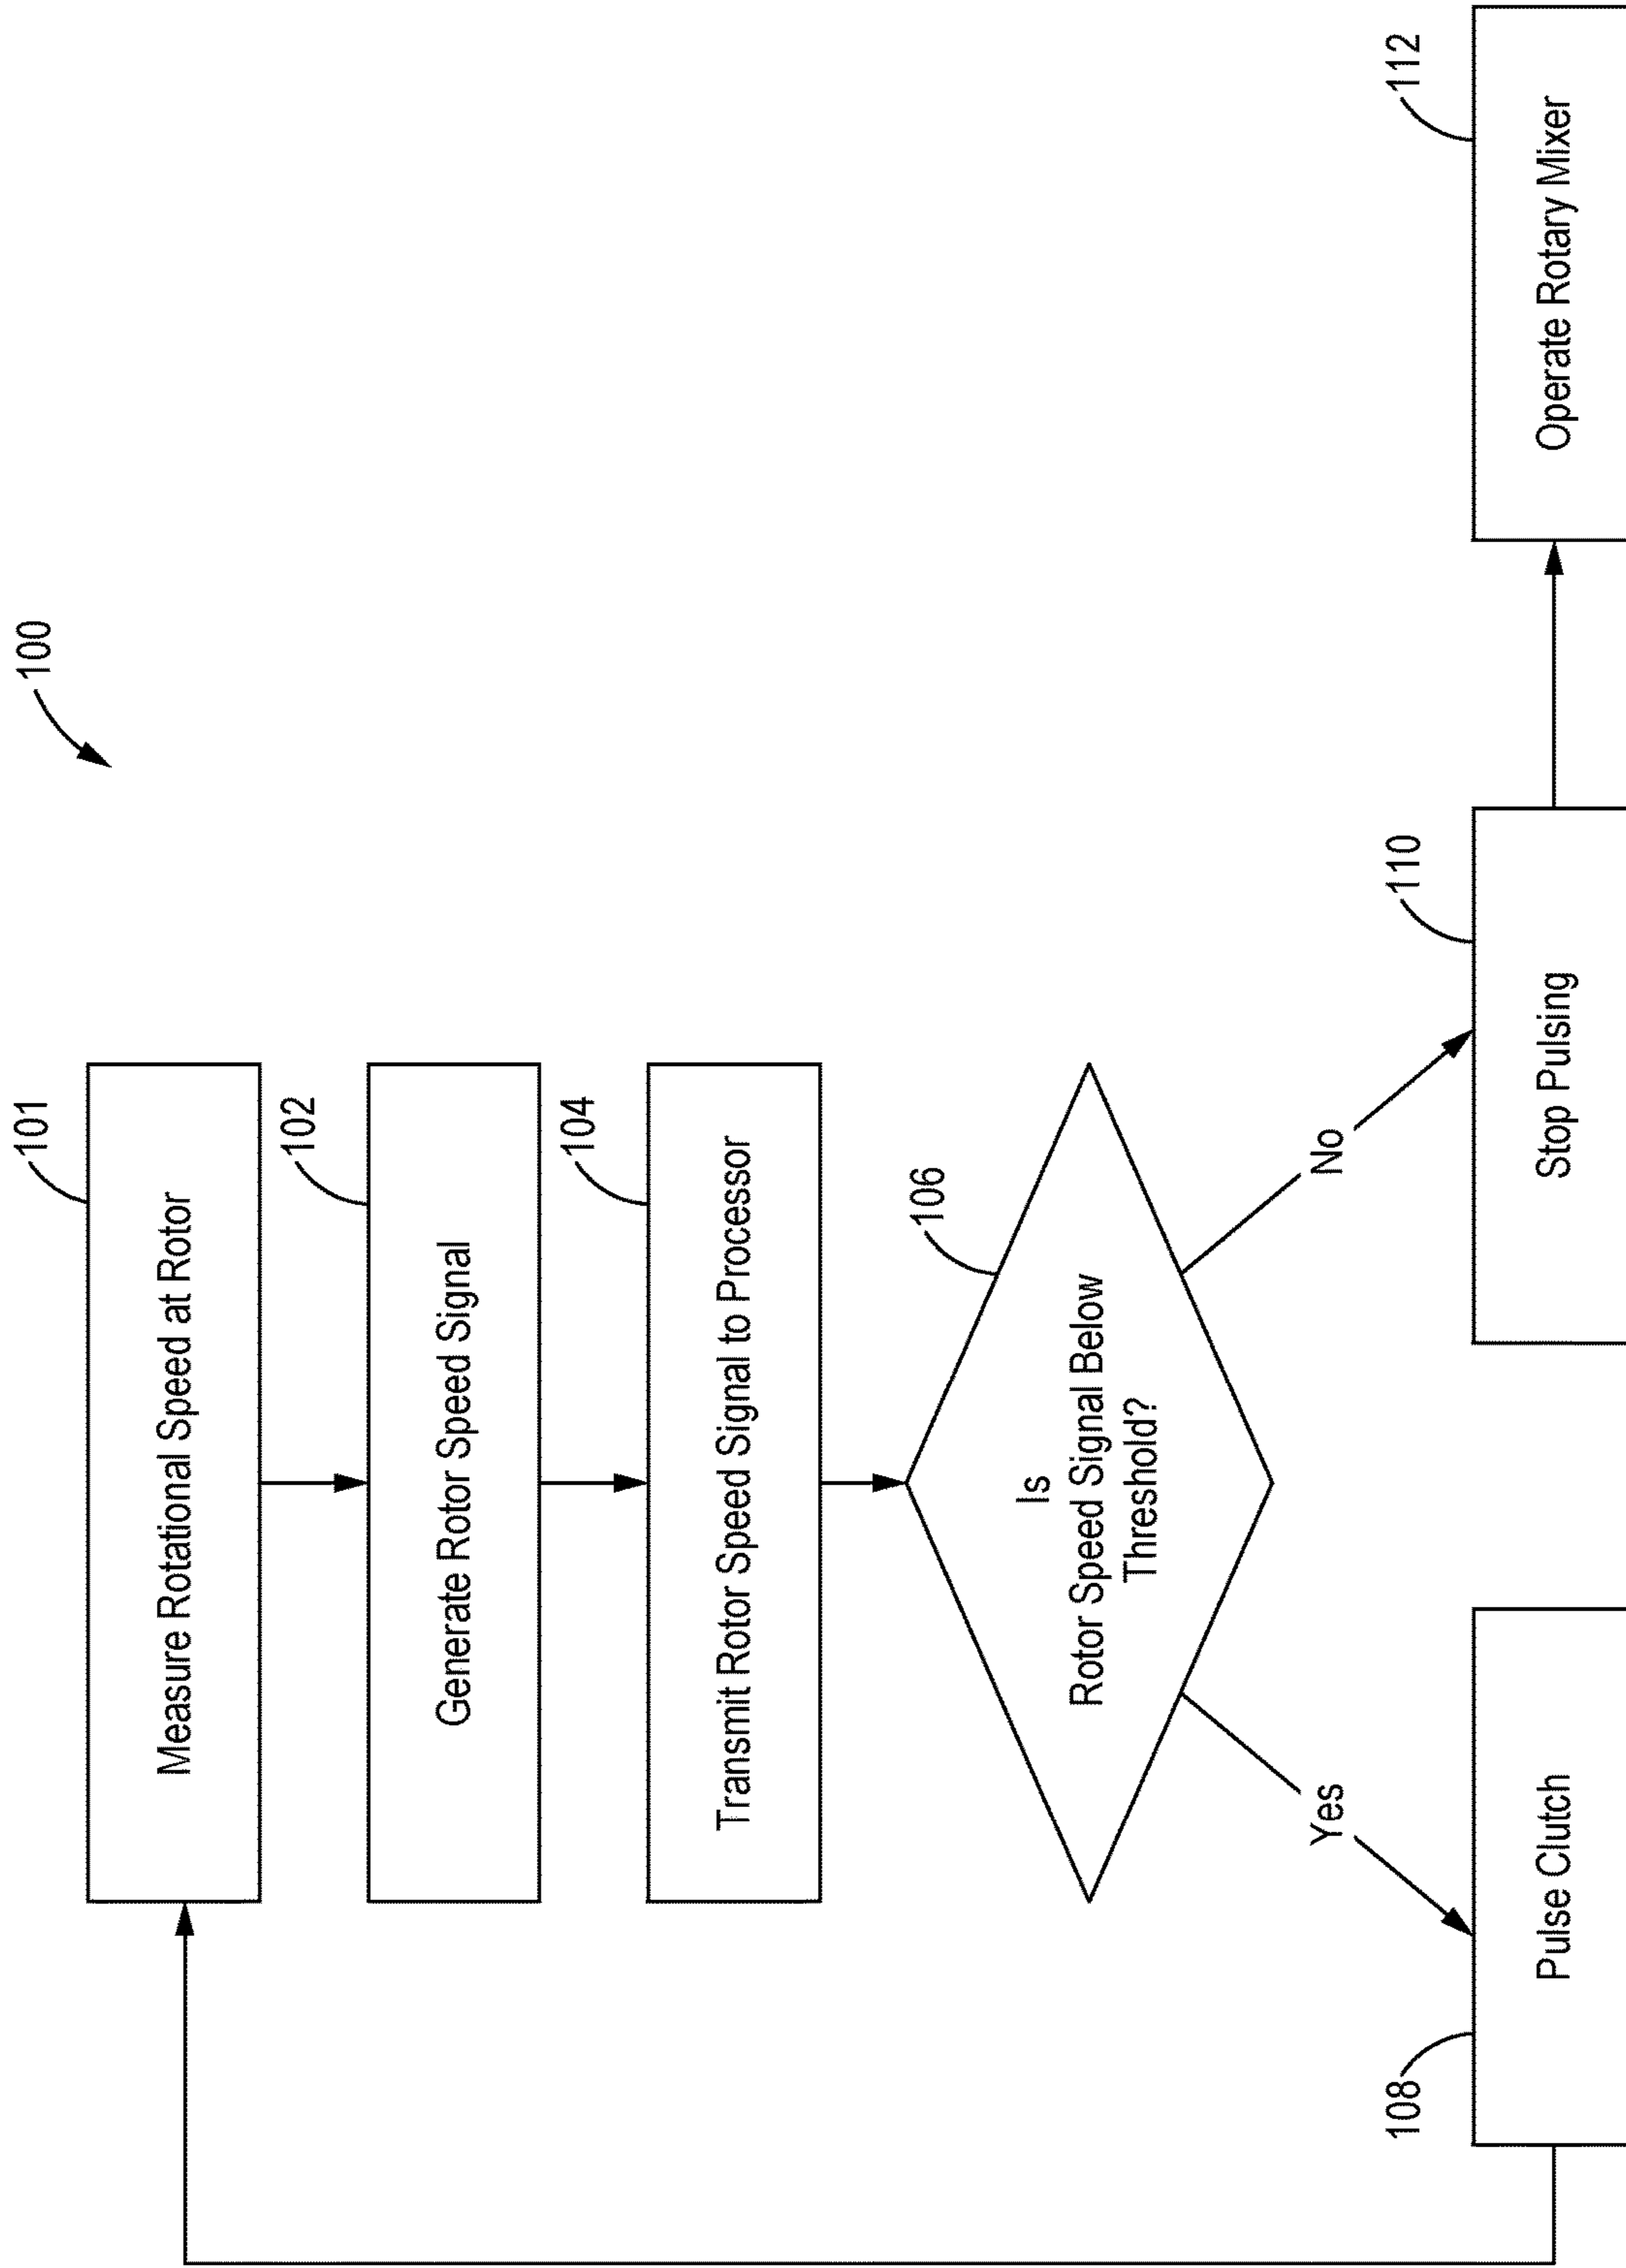 100
101
Measure Rotational Speed at Rotor
102
Generate Rotor Speed Signal
104
Transmit Rotor Speed Signal to Processor
106
Is
Rotor Speed Signal Below
Threshold?
Yes
No
108
Pulse Clutch
110
Stop Pulsing
112
Operate Rotary Mixer